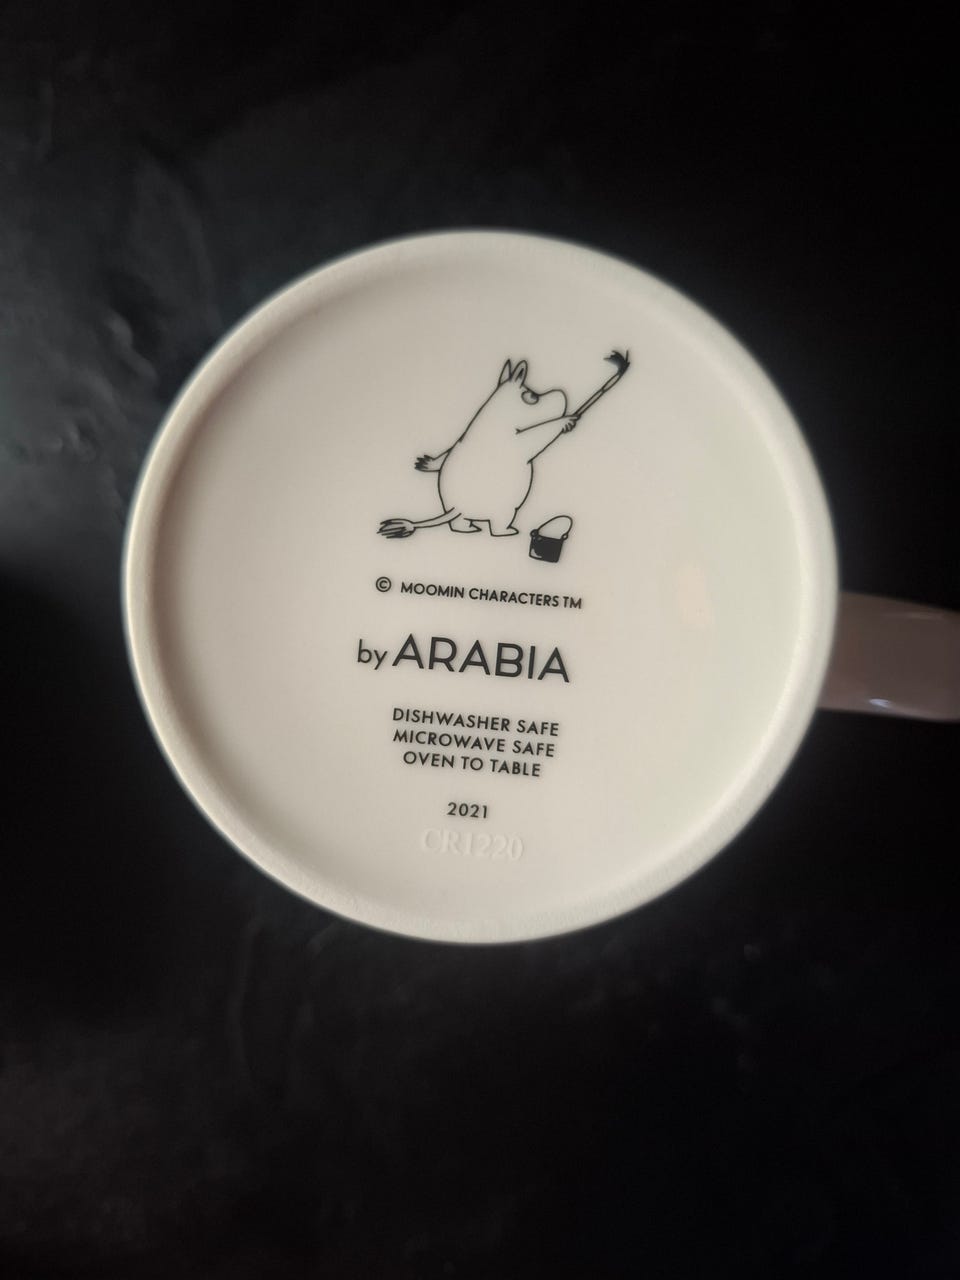 © MOOMIN CHARACTERS TM
by ARABIA
DISHWASHER SAFE
MICROWAVE SAFE
OVEN TO TABLE
2021
CR1220